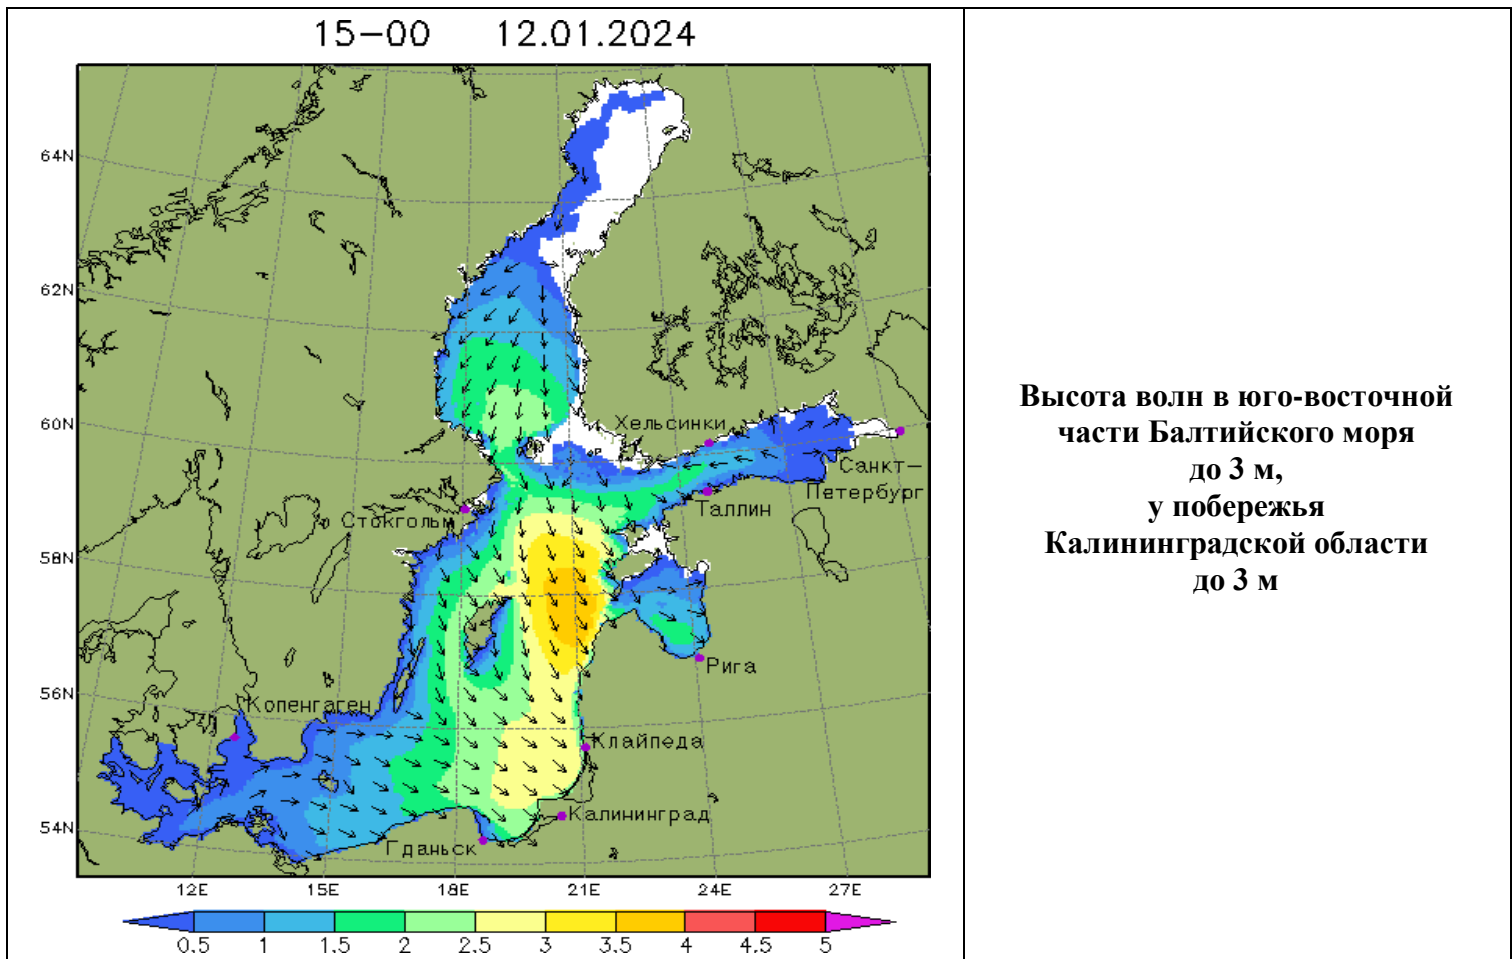 15-00 12.01.2024
64N
62N
60N
58N
56N
54N
Хельсинки
Санкт-
Петербург
Таллин
Стокгольм
Рига
Копенгаген
Клайпеда
Калининград
Гданьск
12E 15E 18E 21E 24E 27E
0.5 1 1.5 2 2.5 3 3.5 4 4.5 5
Высота волн в юго-восточной
части Балтийского моря
до 3 м,
у побережья
Калининградской области
до 3 м